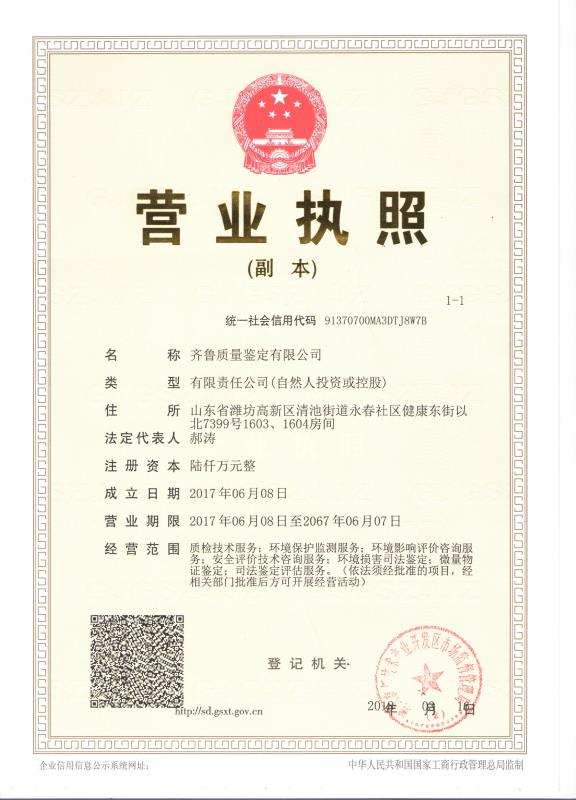 营业执照
(副 本)
1-1
统一社会信用代码 91370700MA3DTJ8W7B
名 称 齐鲁质量鉴定有限公司
类 型 有限责任公司(自然人投资或控股)
住 所 山东省潍坊高新区清池街道永春社区健康东街以
北7399号1603、1604房间
法定代表人 郝涛
注册资本 陆仟万元整
成立日期 2017年06月08日
营业期限 2017年06月08日至2067年06月07日
经营范围 质检技术服务；环境保护监测服务；环境影响评价咨询服
务；安全评价技术咨询服务；环境损害司法鉴定；微量物
证鉴定；司法鉴定评估服务。（依法须经批准的项目，经
相关部门批准后方可开展经营活动）
登记机关
年 月 16日
http://sd.gsxt.gov.cn
企业信用信息公示系统网址：
中华人民共和国国家工商行政管理总局监制